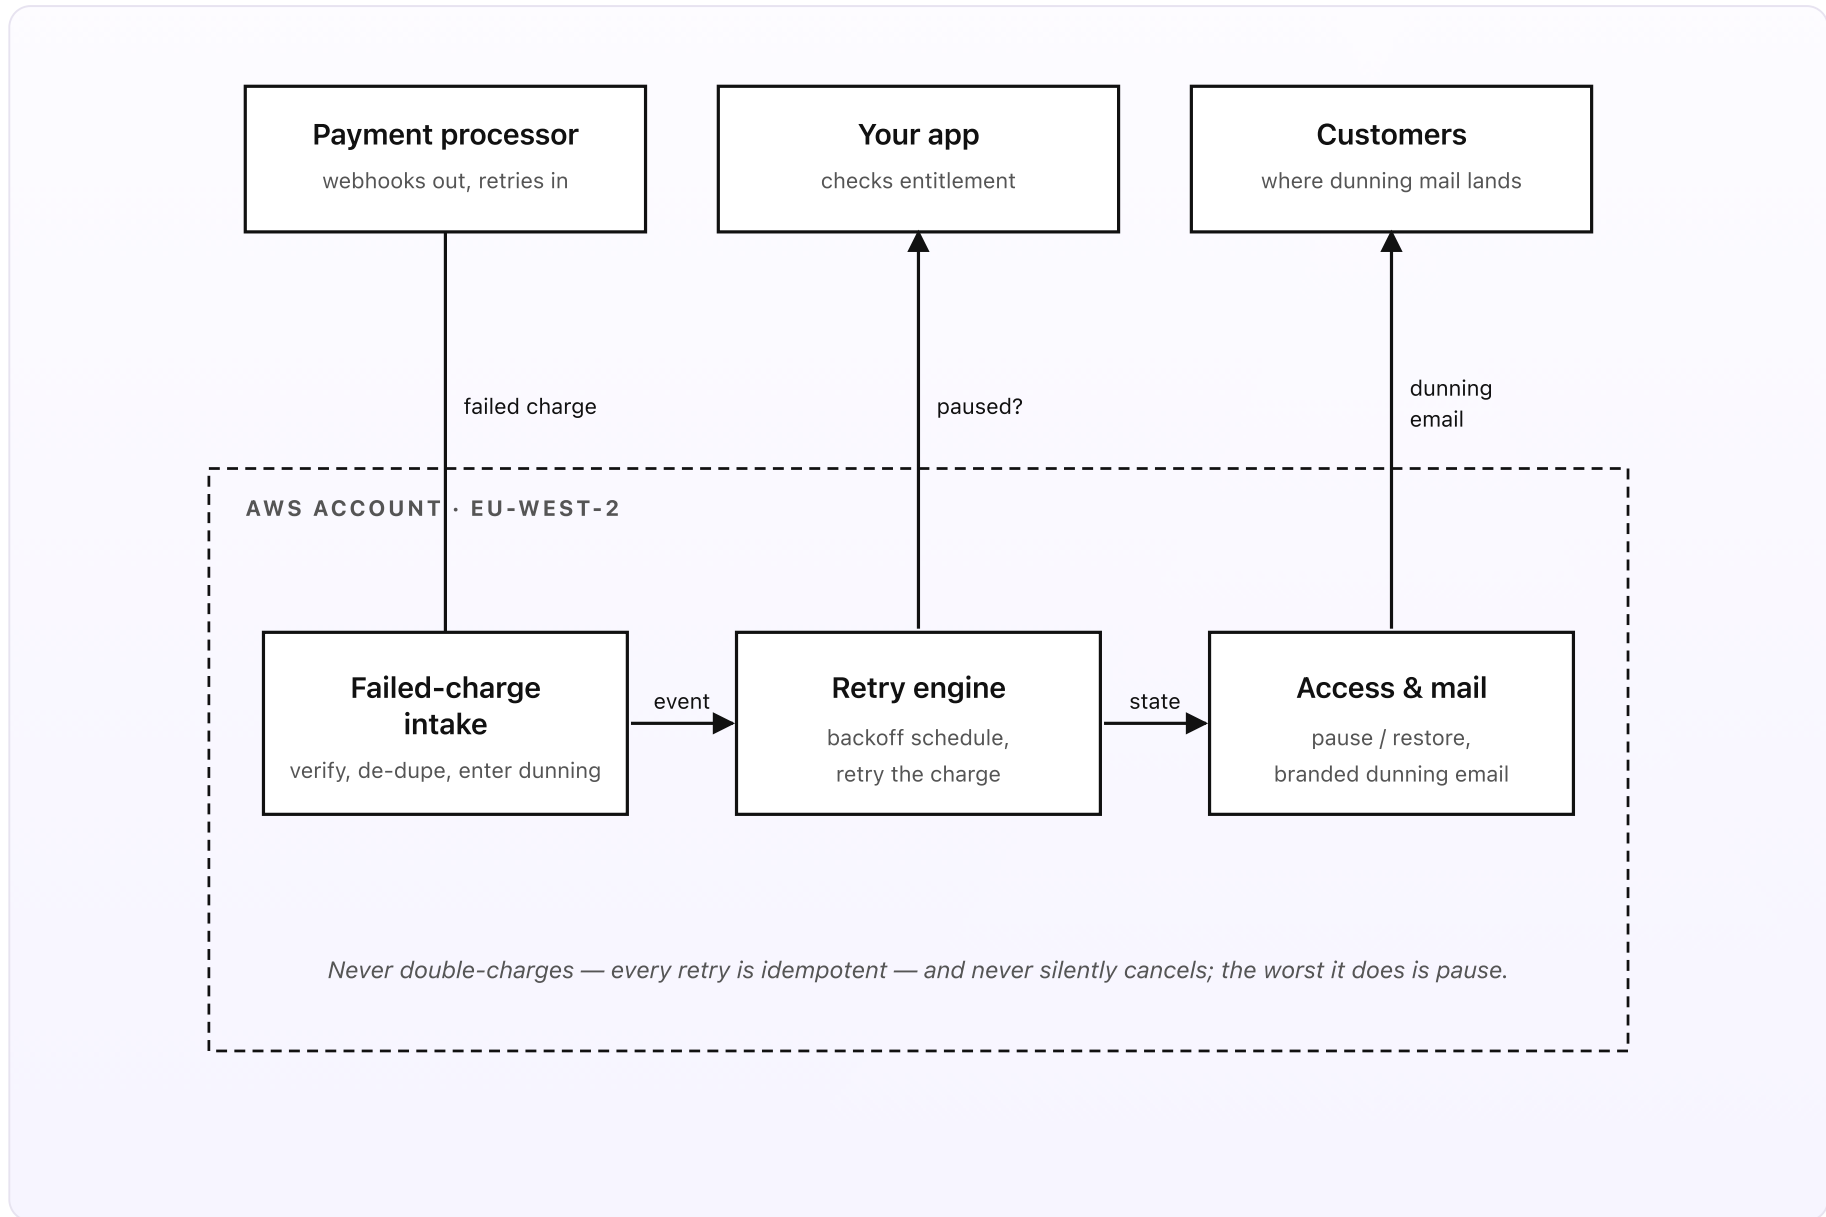 Payment processor
webhooks out, retries in
Your app
checks entitlement
Customers
where dunning mail lands
failed charge
paused?
dunning
email
AWS ACCOUNT · EU-WEST-2
Failed-charge
intake
verify, de-dupe, enter dunning
event
Retry engine
backoff schedule,
retry the charge
state
Access & mail
pause / restore,
branded dunning email
Never double-charges — every retry is idempotent — and never silently cancels; the worst it does is pause.